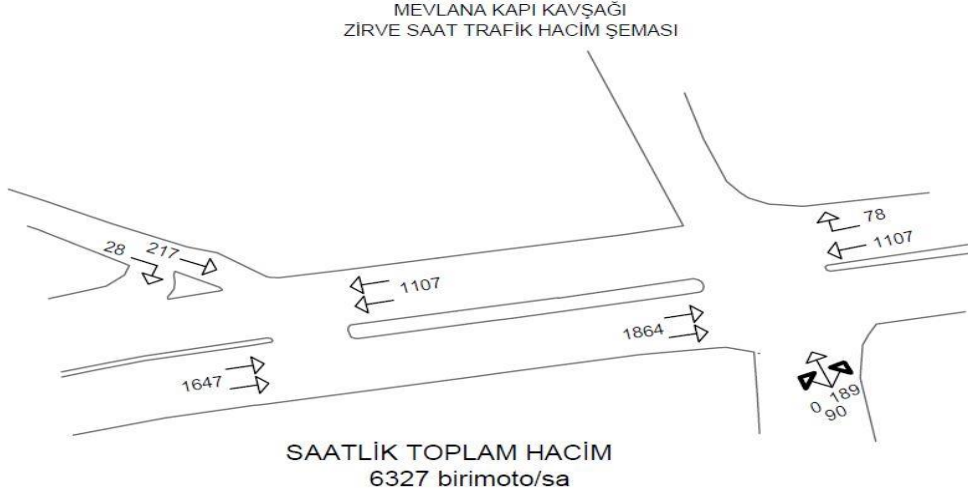 MEVLANA KAPI KAVŞAĞI
ZİRVE SAAT TRAFİK HACİM ŞEMASI
28 217
78
1107
1107
1864
1647
0 189
90
SAATLİK TOPLAM HACİM
6327 birimoto/sa